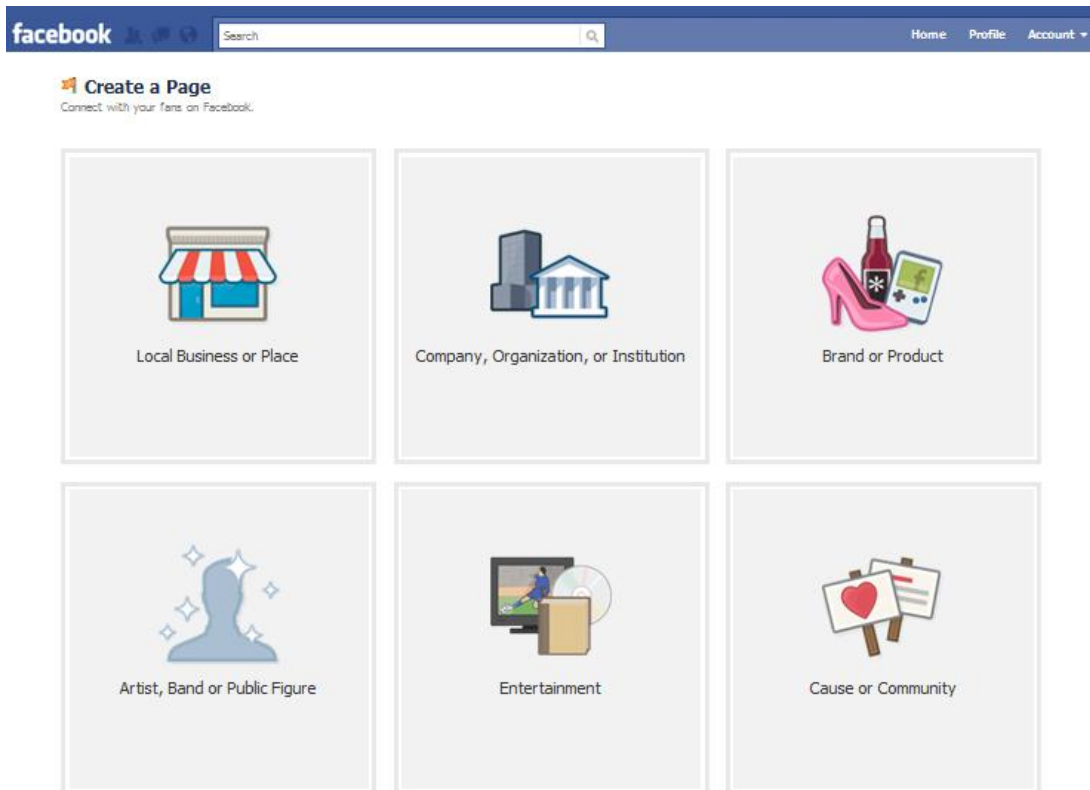 facebook
Search
Home Profile Account
Create a Page
Connect with your fans on Facebook.
Local Business or Place
Company, Organization, or Institution
Brand or Product
Artist, Band or Public Figure
Entertainment
Cause or Community